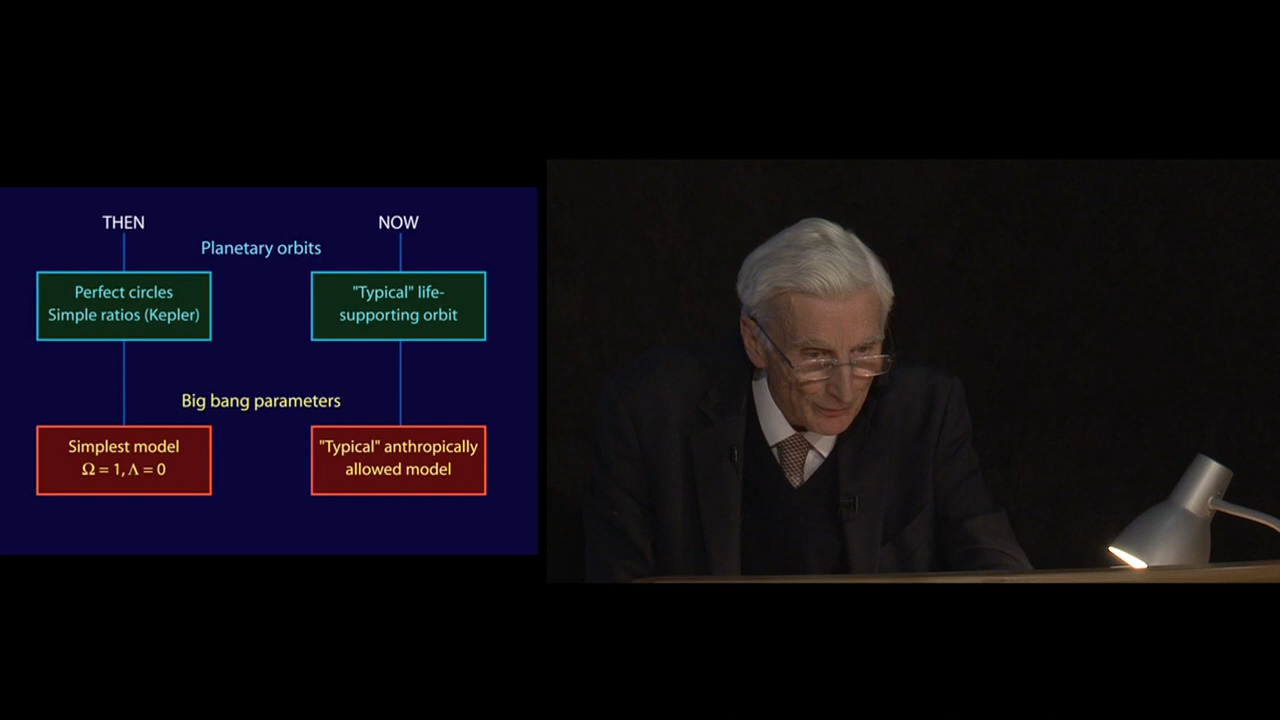 THEN
NOW
Planetary orbits
Perfect circles
Simple ratios (Kepler)
"Typical" life-
supporting orbit
Big bang parameters
Simplest model
Ω = 1, Λ = 0
"Typical" anthropically
allowed model